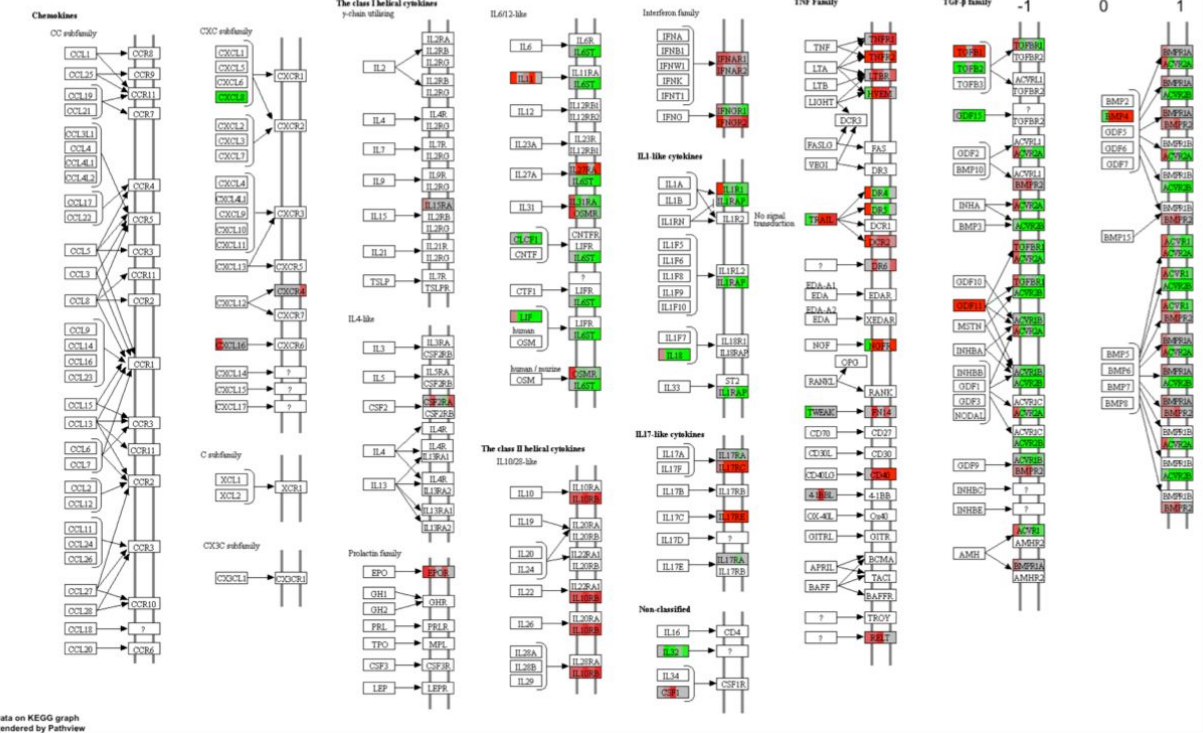 Chemokines
CC subfamily
CCL1
CCL25
CCL19
CCL21
CCL3L1
CCL4
CCL4L1
CCL4L2
CCL17
CCL22
CCL5
CCL3
CCL8
CCL9
CCL14
CCL16
CCL23
CCL15
CCL13
CCL6
CCL7
CCL2
CCL12
CCL11
CCL24
CCL26
CCL27
CCL28
CCL18
CCL20
CCR8
CCR9
CCR11
CCR7
CCR4
CCR5
CCR3
CCR11
CCR2
CCR1
CCR3
CCR11
CCR2
CCR3
CCR10
?
CCR6
CXC subfamily
CXCL1
CXCL5
CXCL6
CXCL8
CXCL2
CXCL3
CXCL7
CXCL4
CXCL4L1
CXCL9
CXCL10
CXCL11
CXCL13
CXCL12
CXCL16
CXCL14
CXCL15
CXCL17
CXCR1
CXCR2
CXCR3
CXCR5
CXCR4
CXCR7
CXCR6
?
?
?
C subfamily
XCL1
XCL2
XCR1
CX3C subfamily
CX3CL1
CX3CR1
The class I helical cytokines
γ-chain utilising
IL2
IL4
IL7
IL9
IL15
IL21
TSLP
IL2RA
IL2RB
IL2RG
IL2RB
IL2RG
IL4R
IL2RG
IL7R
IL2RG
IL9R
IL2RG
IL15RA
IL2RB
IL2RG
IL21R
IL2RG
IL7R
TSLPR
IL4-like
IL3
IL5
CSF2
IL4
IL13
IL3RA
CSF2RB
IL5RA
CSF2RB
CSF2RA
CSF2RB
IL4R
IL4R
IL13RA1
IL4R
IL13RA2
IL13RA1
IL13RA2
Prolactin family
EPO
GH1
GH2
PRL
TPO
CSF3
LEP
EPOR
GHR
PRLR
MPL
CSF3R
LEPR
IL6/12-like
IL6
IL11
IL12
IL23A
IL27A
IL31
CLCF1
CNTF
CTF1
LIF
human
OSM
human / murine
OSM
IL6R
IL6ST
IL11RA
IL6ST
IL12RB1
IL12RB2
IL23R
IL12RB1
IL27RA
IL6ST
IL31RA
OSMR
CNTFR
LIFR
IL6ST
?
LIFR
IL6ST
LIFR
IL6ST
OSMR
IL6ST
The class II helical cytokines
IL10/28-like
IL10
IL19
IL20
IL24
IL22
IL26
IL28A
IL28B
IL29
IL10RA
IL10RB
IL20RA
IL20RB
IL22RA1
IL20RB
IL22RA1
IL10RB
IL20RA
IL10RB
IL28RA
IL10RB
Interferon family
IFNA
IFNB1
IFNW1
IFNK
IFNT1
IFNG
IFNAR1
IFNAR2
IFNGR1
IFNGR2
IL1-like cytokines
IL1A
IL1B
IL1RN
IL1F5
IL1F6
IL1F8
IL1F9
IL1F10
IL1F7
IL18
IL33
IL1R1
IL1RAP
IL1R2
No signal
transduction
IL1RL2
IL1RAP
IL18R1
IL18RAP
ST2
IL1RAP
IL17-like cytokines
IL17A
IL17F
IL17B
IL17C
IL17D
IL17E
IL17RA
IL17RC
IL17RB
IL17RE
?
IL17RA
IL17RB
Non-classified
IL16
IL32
IL34
CSF1
CD4
?
CSF1R
TNF Family
TNF
LTA
LTB
LIGHT
DCR3
FASLG
VEGI
TRAIL
?
EDA-A1
EDA
EDA-A2
EDA
NGF
OPG
RANKL
TWEAK
CD70
CD30L
CD40LG
4-1BBL
OX-40L
GITRL
APRIL
BAFF
?
?
TNFR1
TNFR2
LTBR
HVEM
FAS
DR3
DR4
DR5
DCR1
DCR2
DR6
EDAR
XEDAR
NGFR
RANK
FN14
CD27
CD30
CD40
4-1BB
Ox40
GITR
BCMA
TACI
BAFFR
TROY
RELT
TGF-β family
-1
0
1
TGFB1
TGFB2
TGFB3
GDF15
GDF2
BMP10
INHA
BMP3
GDF10
GDF11
MSTN
INHBA
INHBB
GDF1
GDF3
NODAL
GDF9
INHBC
INHBE
AMH
TGFBR1
TGFBR2
ACVRL1
TGFBR2
?
TGFBR2
ACVRL1
ACVR2A
ACVRL1
BMPR2
ACVR2A
ACVR2B
TGFBR1
ACVR2A
TGFBR1
ACVR2B
ACVR1B
ACVR2A
ACVR1B
ACVR2B
ACVR1C
ACVR2A
ACVR1C
ACVR2B
ACVR1B
BMPR2
?
?
ACVR1
AMHR2
BMPR1A
AMHR2
BMP2
BMP4
GDF5
GDF6
GDF7
BMP15
BMP5
BMP6
BMP7
BMP8
BMPR1A
ACVR2A
BMPR1A
ACVR2B
BMPR1A
BMPR2
BMPR1B
ACVR2A
BMPR1B
ACVR2B
BMPR1B
BMPR2
ACVR1
ACVR2A
ACVR1
ACVR2B
ACVR1
BMPR2
BMPR1A
ACVR2A
BMPR1A
ACVR2B
BMPR1A
BMPR2
BMPR1B
ACVR2A
BMPR1B
ACVR2B
BMPR1B
BMPR2
ata on KEGG graph
endered by Pathview